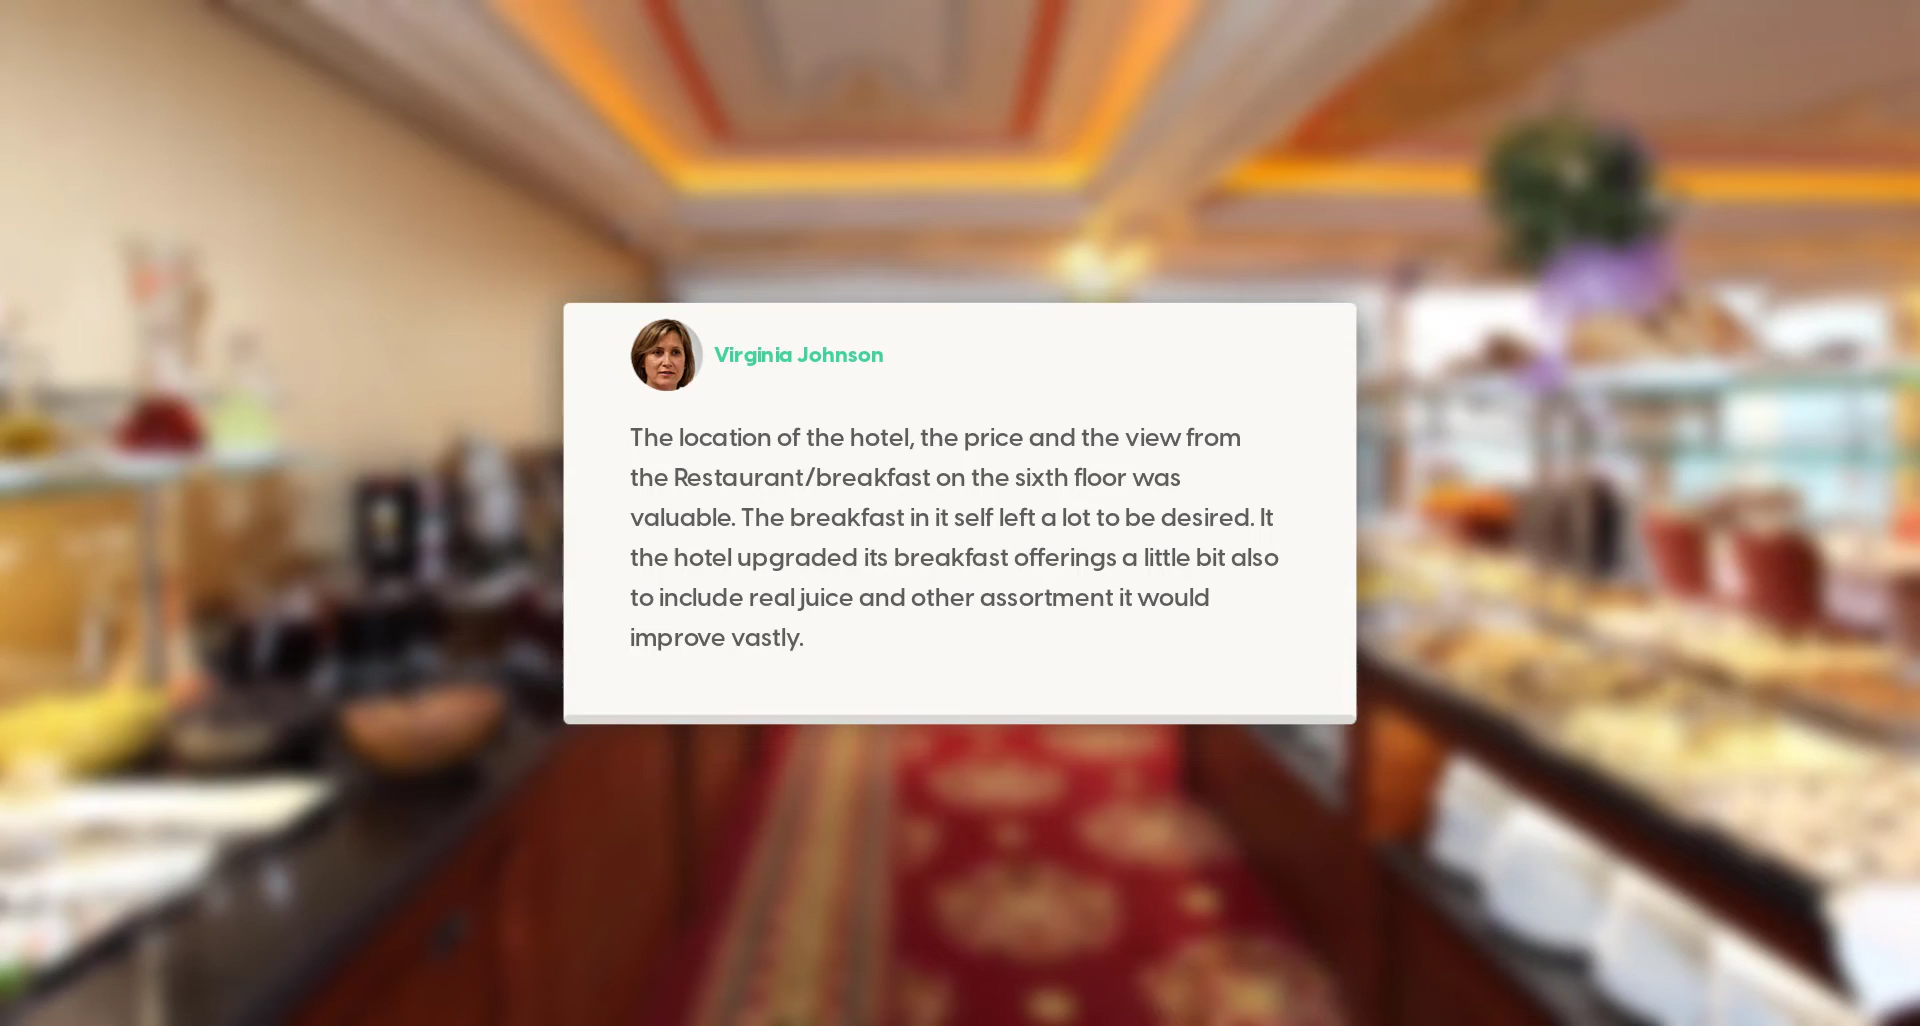 Virginia Johnson
The location of the hotel, the price and the view from
the Restaurant/breakfast on the sixth floor was
valuable. The breakfast in it self left a lot to be desired. It
the hotel upgraded its breakfast offerings a little bit also
to include real juice and other assortment it would
improve vastly.